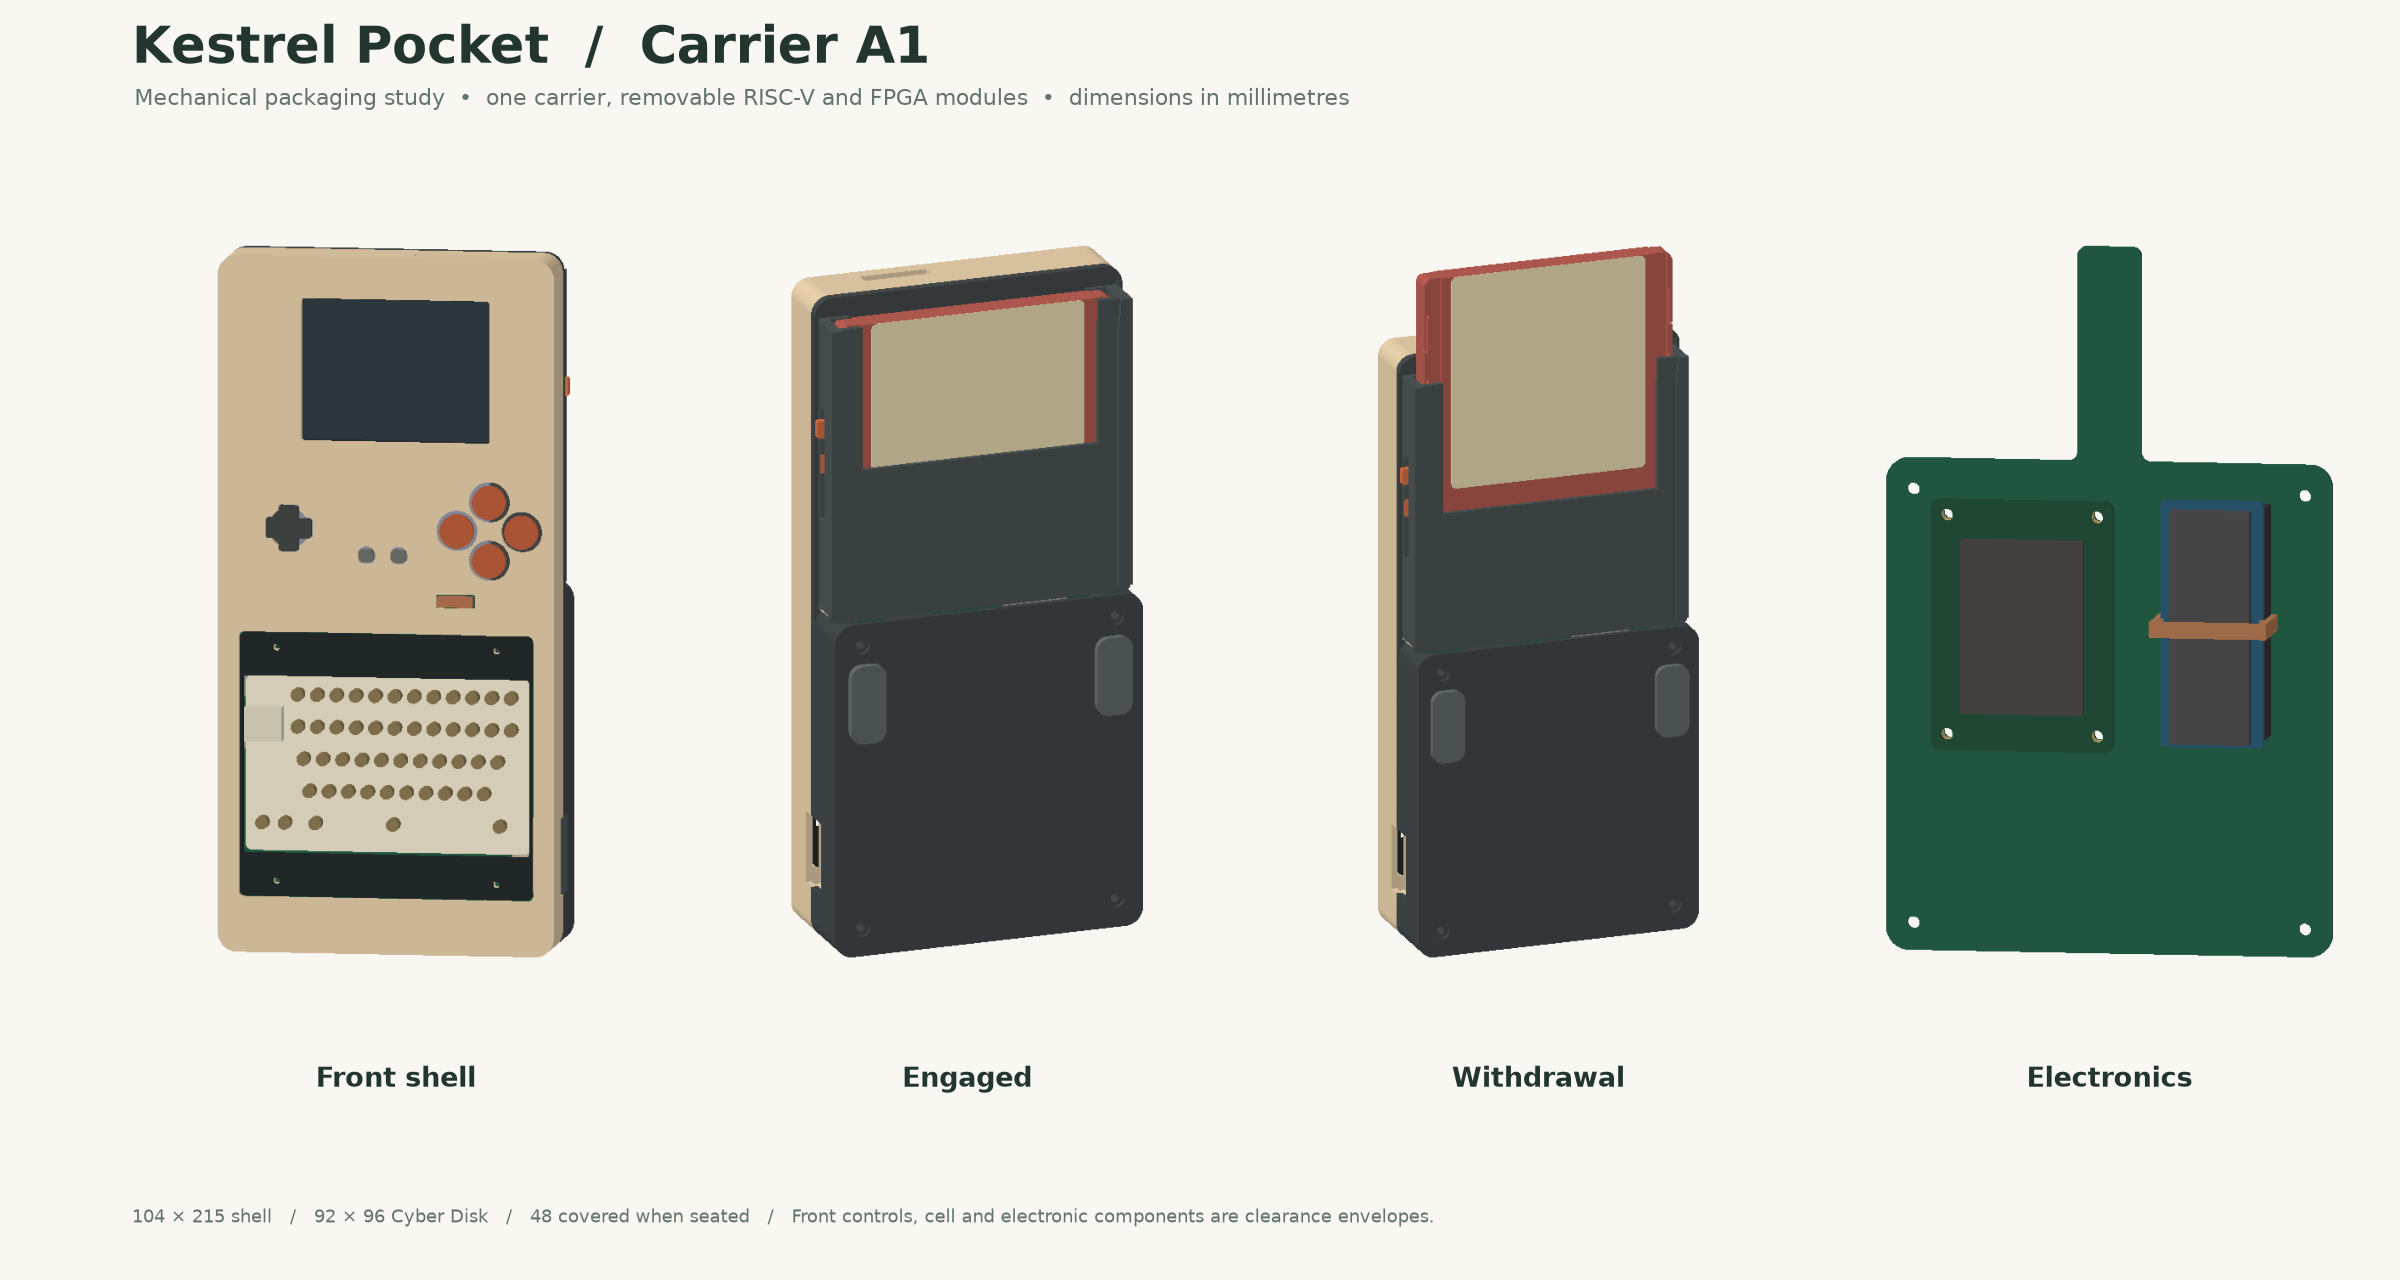 Kestrel Pocket / Carrier A1
Mechanical packaging study • one carrier, removable RISC-V and FPGA modules • dimensions in millimetres
Front shell
Engaged
Withdrawal
Electronics
104 × 215 shell / 92 × 96 Cyber Disk / 48 covered when seated / Front controls, cell and electronic components are clearance envelopes.